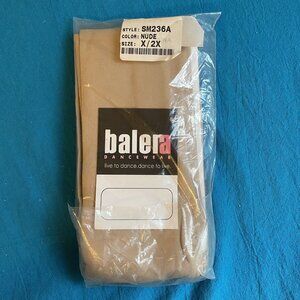 STYLE: SM236A
COLOR: NUDE
SIZE: X/2X
balera
DANCEWEAR
live to dance.dance to live.